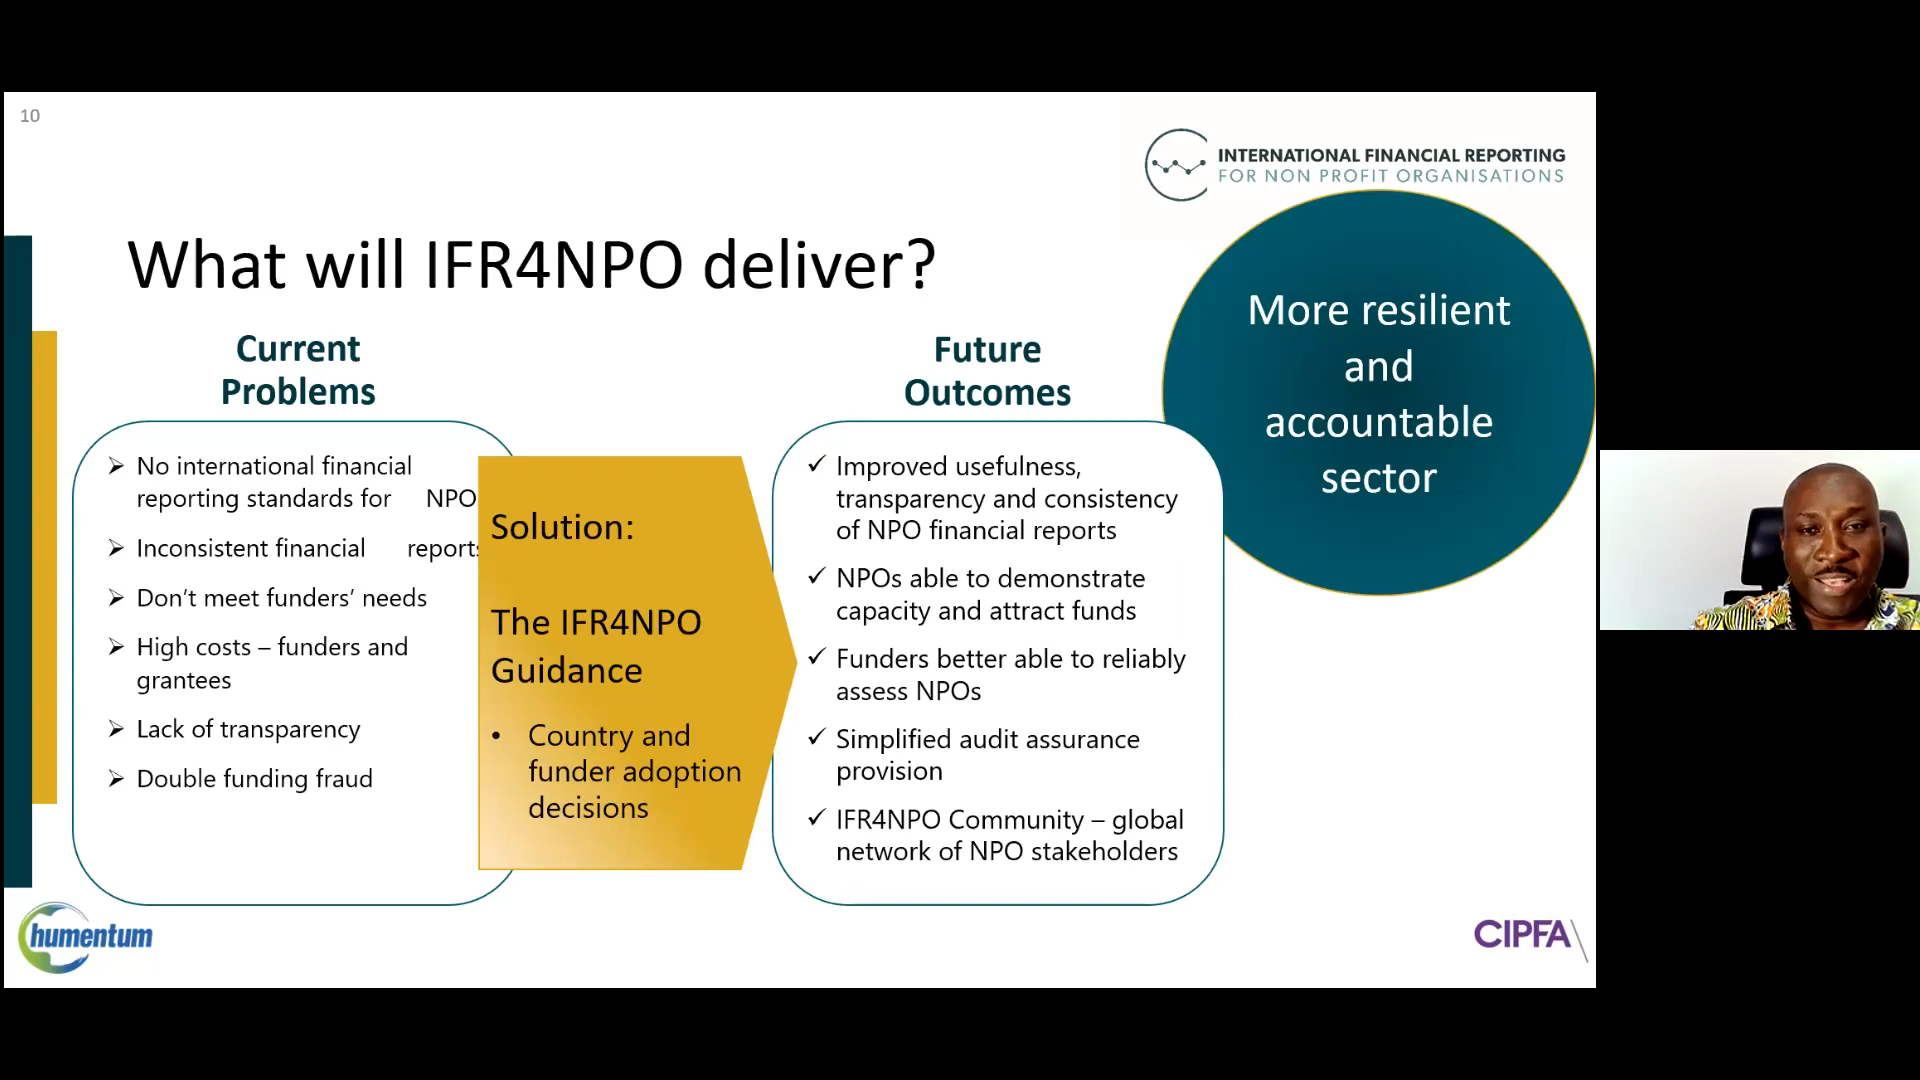 10
INTERNATIONAL FINANCIAL REPORTING
FOR NON PROFIT ORGANISATIONS
What will IFR4NPO deliver?
More resilient
and
accountable
sector
Current
Problems
No international financial
reporting standards for NPO
Inconsistent financial reports
Don’t meet funders’ needs
High costs – funders and
grantees
Lack of transparency
Double funding fraud
Solution:
The IFR4NPO
Guidance
• Country and
funder adoption
decisions
Future
Outcomes
Improved usefulness,
transparency and consistency
of NPO financial reports
NPOs able to demonstrate
capacity and attract funds
Funders better able to reliably
assess NPOs
Simplified audit assurance
provision
IFR4NPO Community – global
network of NPO stakeholders
humentum
CIPFA